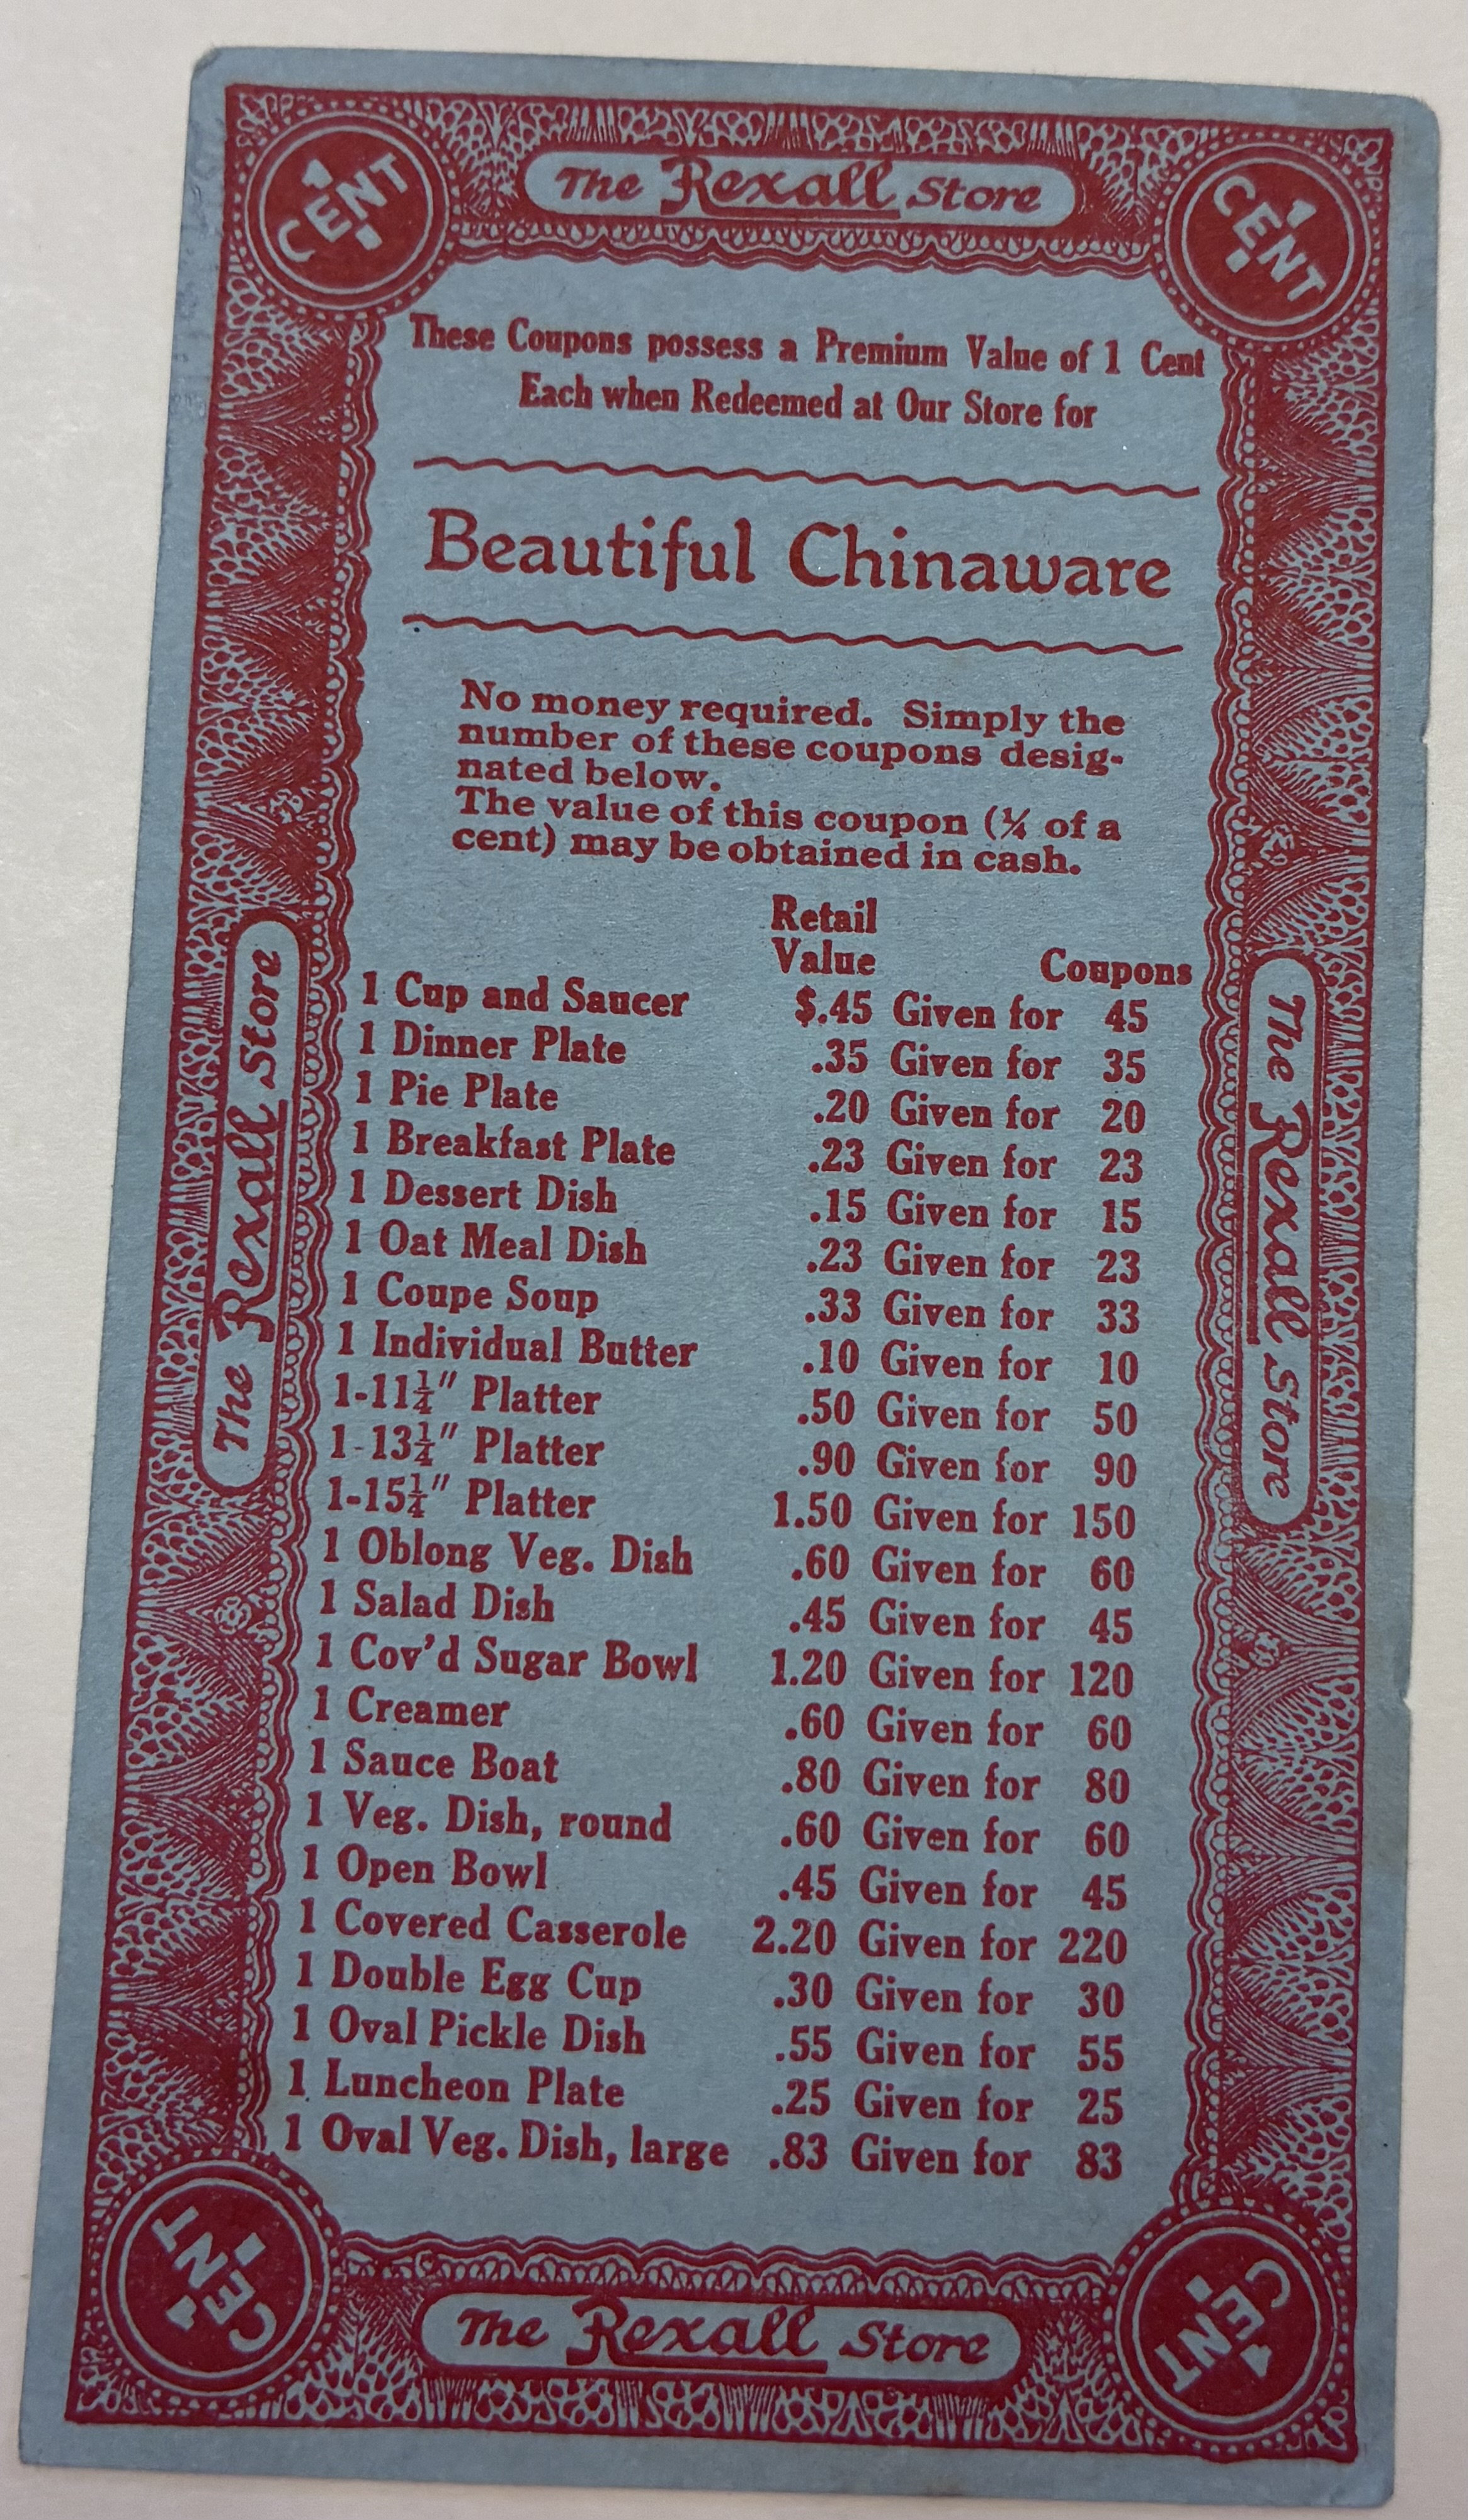 1 CENT
The Rexall Store
1 CENT
These Coupons possess a Premium Value of 1 Cent
Each when Redeemed at Our Store for
Beautiful Chinaware
No money required. Simply the
number of these coupons desig-
nated below.
The value of this coupon (¼ of a
cent) may be obtained in cash.
Retail
Value Coupons
1 Cup and Saucer $.45 Given for 45
1 Dinner Plate .35 Given for 35
1 Pie Plate .20 Given for 20
1 Breakfast Plate .23 Given for 23
1 Dessert Dish .15 Given for 15
1 Oat Meal Dish .23 Given for 23
1 Coupe Soup .33 Given for 33
1 Individual Butter .10 Given for 10
1-11¼" Platter .50 Given for 50
1-13¼" Platter .90 Given for 90
1-15¼" Platter 1.50 Given for 150
1 Oblong Veg. Dish .60 Given for 60
1 Salad Dish .45 Given for 45
1 Cov'd Sugar Bowl 1.20 Given for 120
1 Creamer .60 Given for 60
1 Sauce Boat .80 Given for 80
1 Veg. Dish, round .60 Given for 60
1 Open Bowl .45 Given for 45
1 Covered Casserole 2.20 Given for 220
1 Double Egg Cup .30 Given for 30
1 Oval Pickle Dish .55 Given for 55
1 Luncheon Plate .25 Given for 25
1 Oval Veg. Dish, large .83 Given for 83
The Rexall Store
The Rexall Store
1 CENT
The Rexall Store
1 CENT